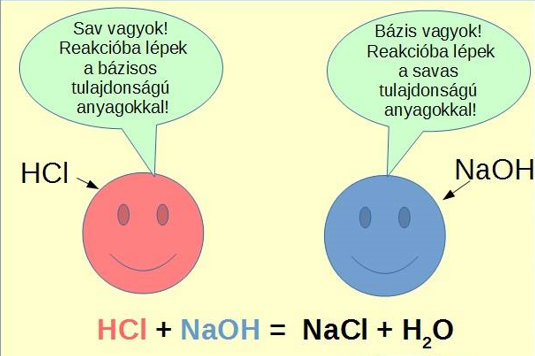 Sav vagyok!
Reakcióba lépek
a bázisos
tulajdonságú
anyagokkal!
Bázis vagyok!
Reakcióba lépek
a savas
tulajdonságú
anyagokkal!
HCl
NaOH
HCl + NaOH = NaCl + H₂O